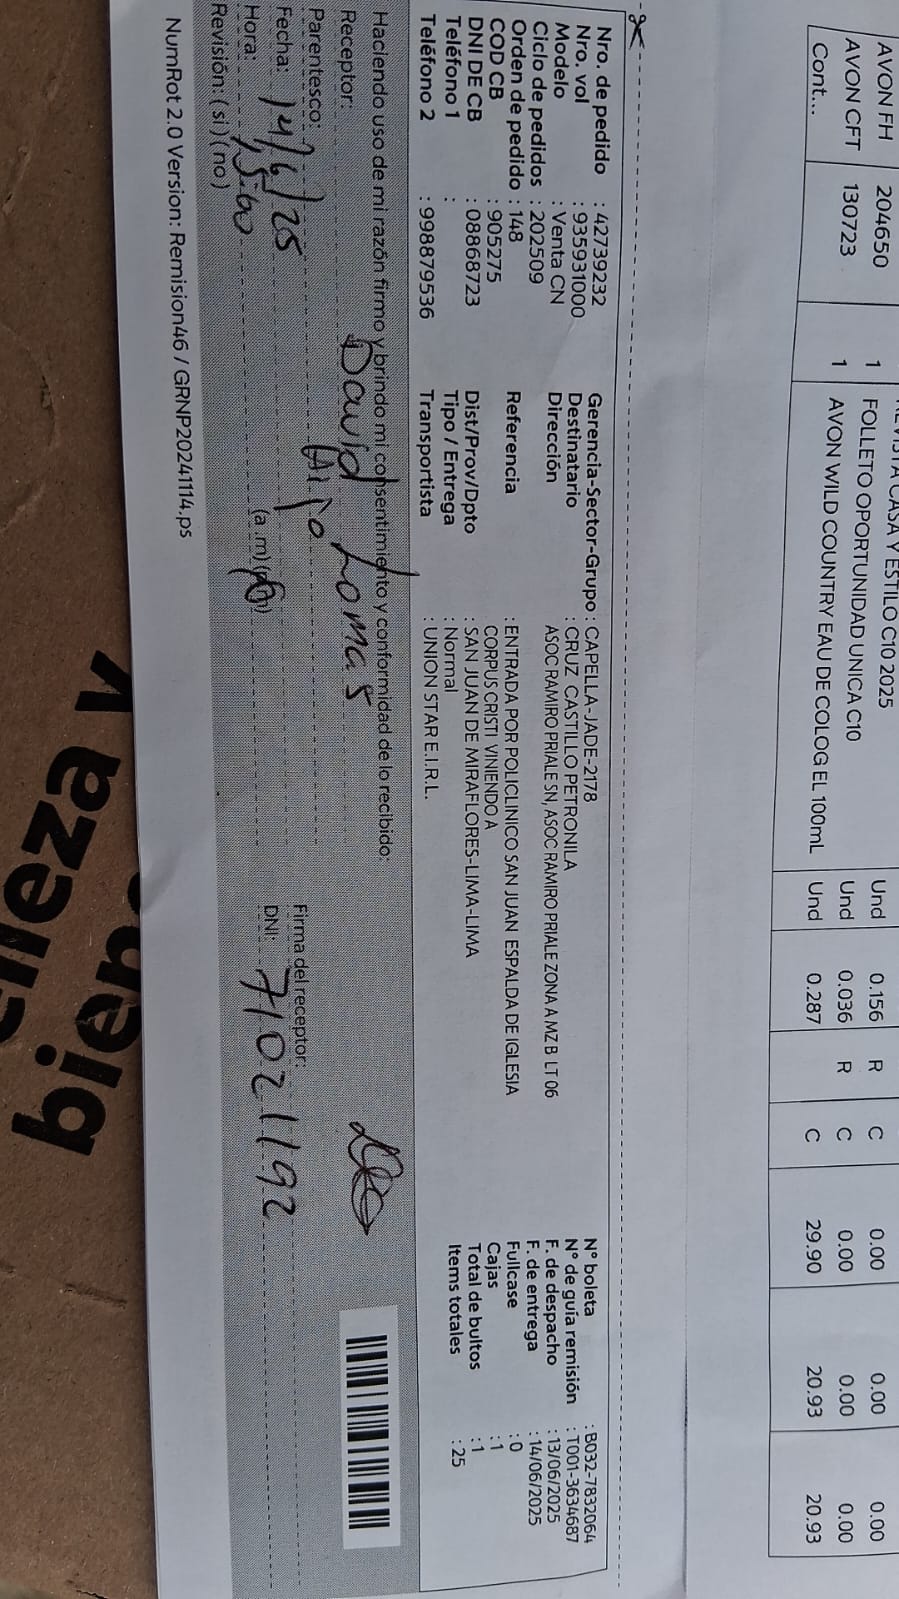 REVISTA CASA Y ESTILO C10 2025
AVON FH 204650 1 FOLLETO OPORTUNIDAD UNICA C10 Und 0.156 R C 0.00 0.00 0.00
AVON CFT 130723 1 AVON WILD COUNTRY EAU DE COLOG EL 100mL Und 0.036 R C 0.00 0.00 0.00
Cont... Und 0.287 C 29.90 20.93 20.93
Nro. de pedido : 42739232 Gerencia-Sector-Grupo : CAPELLA-JADE-2178 N° boleta : B032-7832064
Nro. vol : 935931000 Destinatario : CRUZ CASTILLO PETRONILA N° de guía remisión : T001-3634687
Modelo : Venta CN Dirección ASOC RAMIRO PRIALE SN, ASOC RAMIRO PRIALE ZONA A MZ B LT 06 F. de despacho : 13/06/2025
Ciclo de pedidos : 202509 F. de entrega : 14/06/2025
Orden de pedido : 148 Referencia : ENTRADA POR POLICLINICO SAN JUAN ESPALDA DE IGLESIA Fullcase : 0
COD CB : 905275 CORPUS CRISTI VINIENDO A Cajas : 1
DNI DE CB : 08868723 Dist/Prov/Dpto : SAN JUAN DE MIRAFLORES-LIMA-LIMA Total de bultos : 1
Teléfono 1 : Tipo / Entrega : Normal Items totales : 25
Teléfono 2 : 998879536 Transportista : UNION STAR E.I.R.L.
Haciendo uso de mi razón firmo y brindo mi consentimiento y conformidad de lo recibido:
Receptor: David Lomas
Parentesco: Hijo Firma del receptor:
Fecha: 14/6/25 DNI: 71021192
Hora: (a.m) (p.m)
Revisión: (si) (no)
NumRot 2.0 Version: Remision46 / GRNP20241114.ps
lleza y
bien